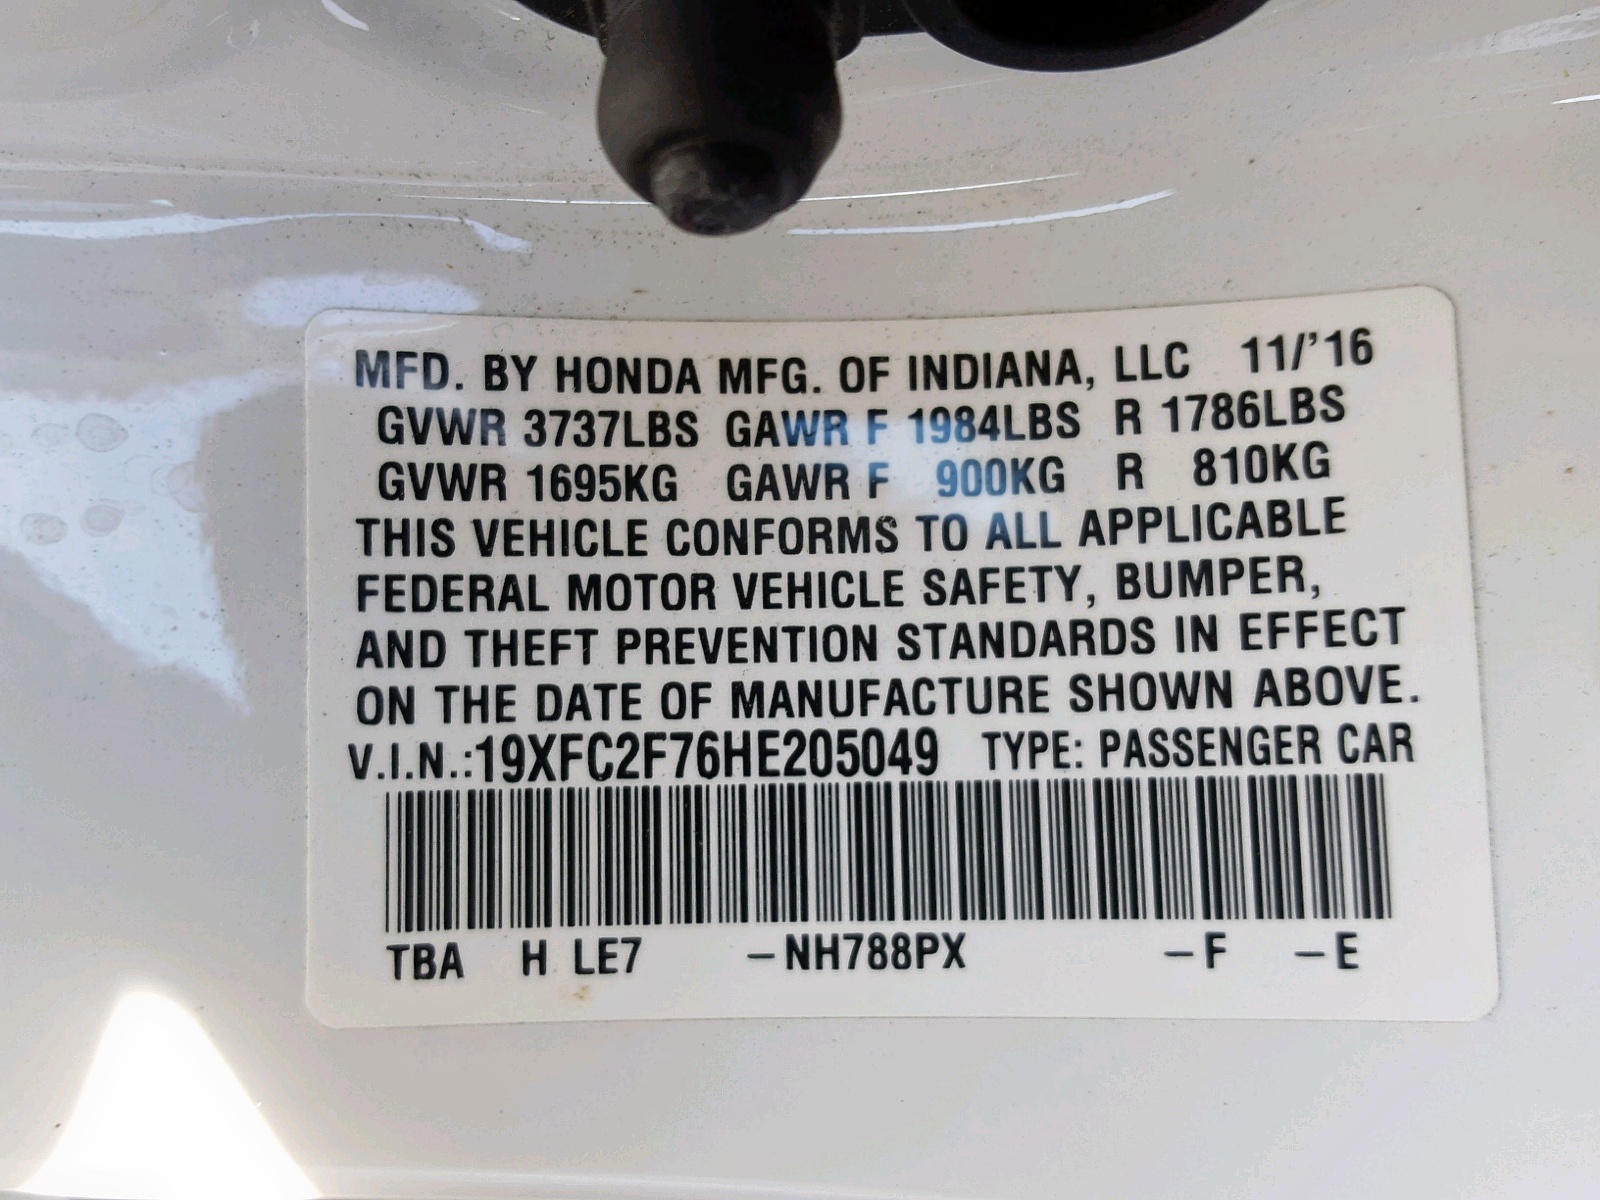 MFD. BY HONDA MFG. OF INDIANA, LLC 11/'16
GVWR 3737LBS GAWR F 1984LBS R 1786LBS
GVWR 1695KG GAWR F 900KG R 810KG
THIS VEHICLE CONFORMS TO ALL APPLICABLE
FEDERAL MOTOR VEHICLE SAFETY, BUMPER,
AND THEFT PREVENTION STANDARDS IN EFFECT
ON THE DATE OF MANUFACTURE SHOWN ABOVE.
V.I.N.:19XFC2F76HE205049 TYPE: PASSENGER CAR
TBA H LE7 –NH788PX –F –E